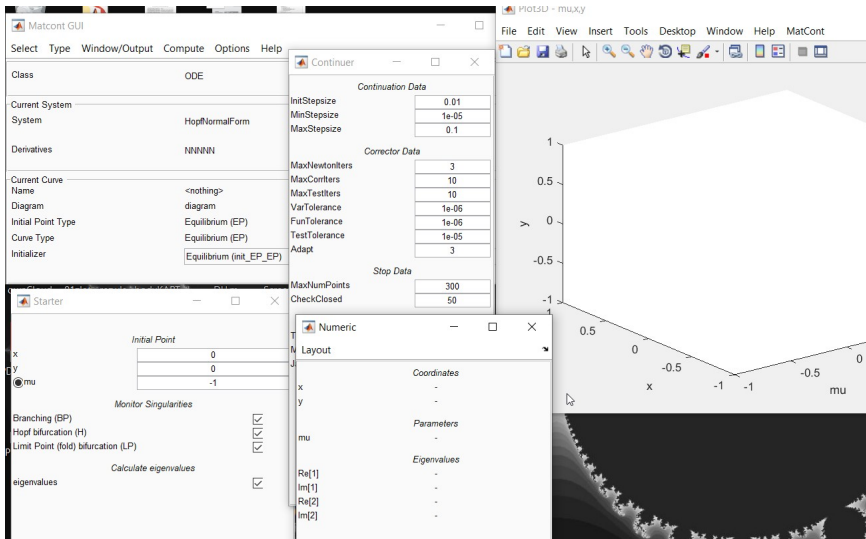 Matcont GUI
Select Type Window/Output Compute Options Help
Class ODE
Current System
System HopfNormalForm
Derivatives NNNNN
Current Curve
Name <nothing>
Diagram diagram
Initial Point Type Equilibrium (EP)
Curve Type Equilibrium (EP)
Initializer Equilibrium (init_EP_EP)
Continuer
Continuation Data
InitStepsize 0.01
MinStepsize 1e-05
MaxStepsize 0.1
Corrector Data
MaxNewtonIters 3
MaxCorrIters 10
MaxTestIters 10
VarTolerance 1e-06
FunTolerance 1e-06
TestTolerance 1e-05
Adapt 3
Stop Data
MaxNumPoints 300
CheckClosed 50
Starter
Initial Point
x 0
y 0
mu -1
Monitor Singularities
Branching (BP)
Hopf bifurcation (H)
Limit Point (fold) bifurcation (LP)
Calculate eigenvalues
eigenvalues
Numeric
Layout
Coordinates
x -
y -
Parameters
mu -
Eigenvalues
Re[1] -
Im[1] -
Re[2] -
Im[2] -
Plot3D - mu,x,y
File Edit View Insert Tools Desktop Window Help MatCont
1
0.5
0
-0.5
-1
y
1
0.5
0
-0.5
-1
x
-1
-0.5
0
mu